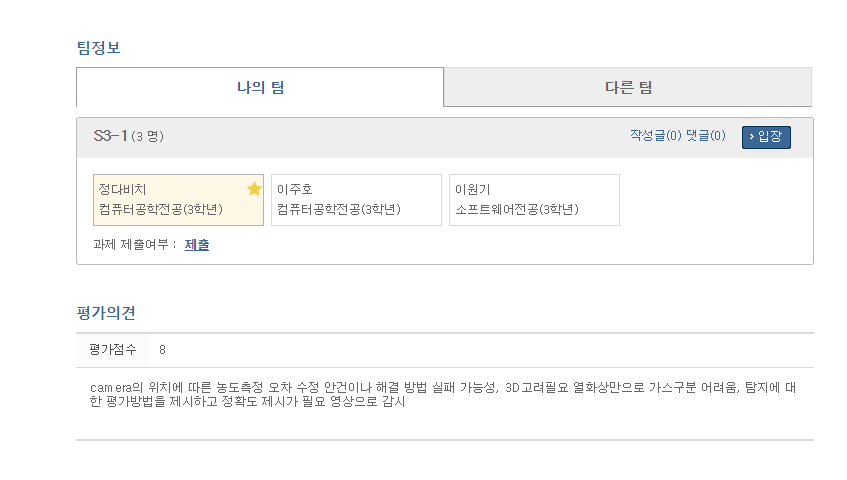 팀정보
나의 팀 다른 팀
S3-1(3 명) 작성글(0) 댓글(0) › 입장
정다비치 이주호 이원기
컴퓨터공학전공(3학년) 컴퓨터공학전공(3학년) 소프트웨어전공(3학년)
과제 제출여부 : 제출
평가의견
평가점수 8
camera의 위치에 따른 농도측정 오차 수정 안건이나 해결 방법 실패 가능성, 3D고려필요 열화상만으로 가스구분 어려움, 탐지에 대
한 평가방법을 제시하고 정확도 제시가 필요 영상으로 감시